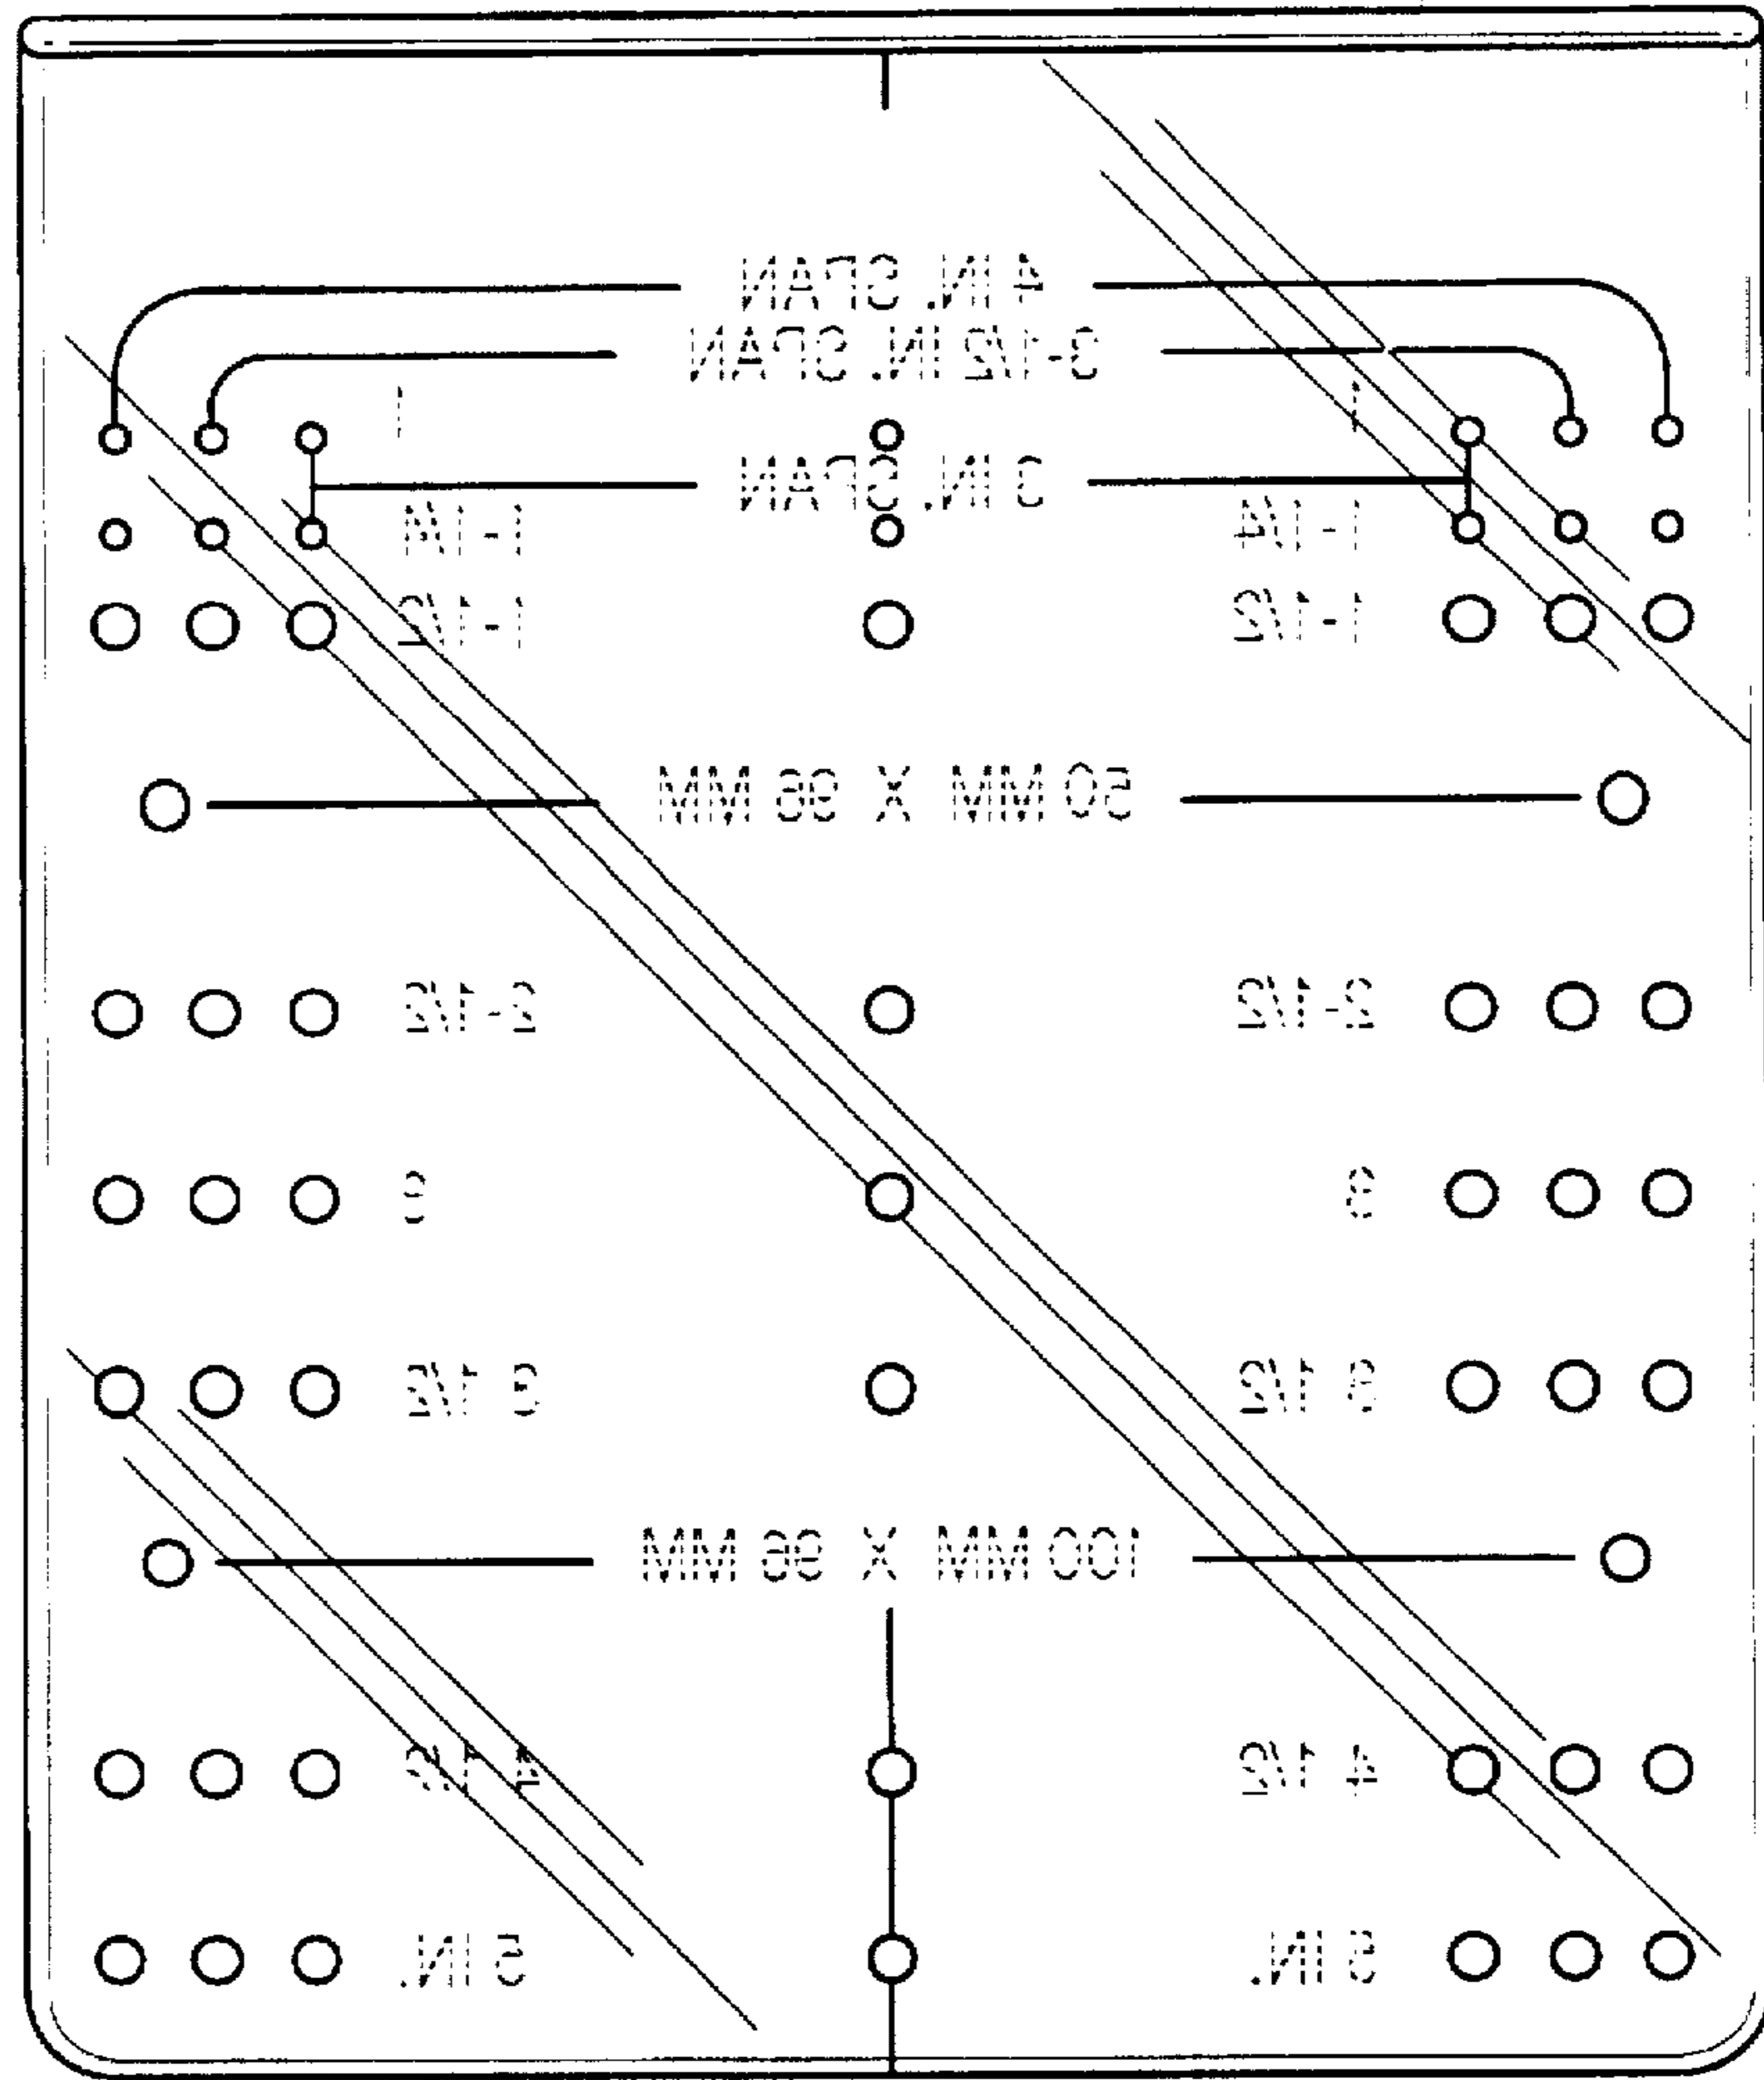 4 IN. SPAN
3-1/2 IN. SPAN
1 1
3 IN. SPAN
1-1/4 1-1/4
1-1/2 1-1/2
50 MM X 96 MM
2-1/2 2-1/2
3 3
3 1/2 3 1/2
100 MM X 96 MM
4 1/2 4 1/2
5 IN. 5 IN.